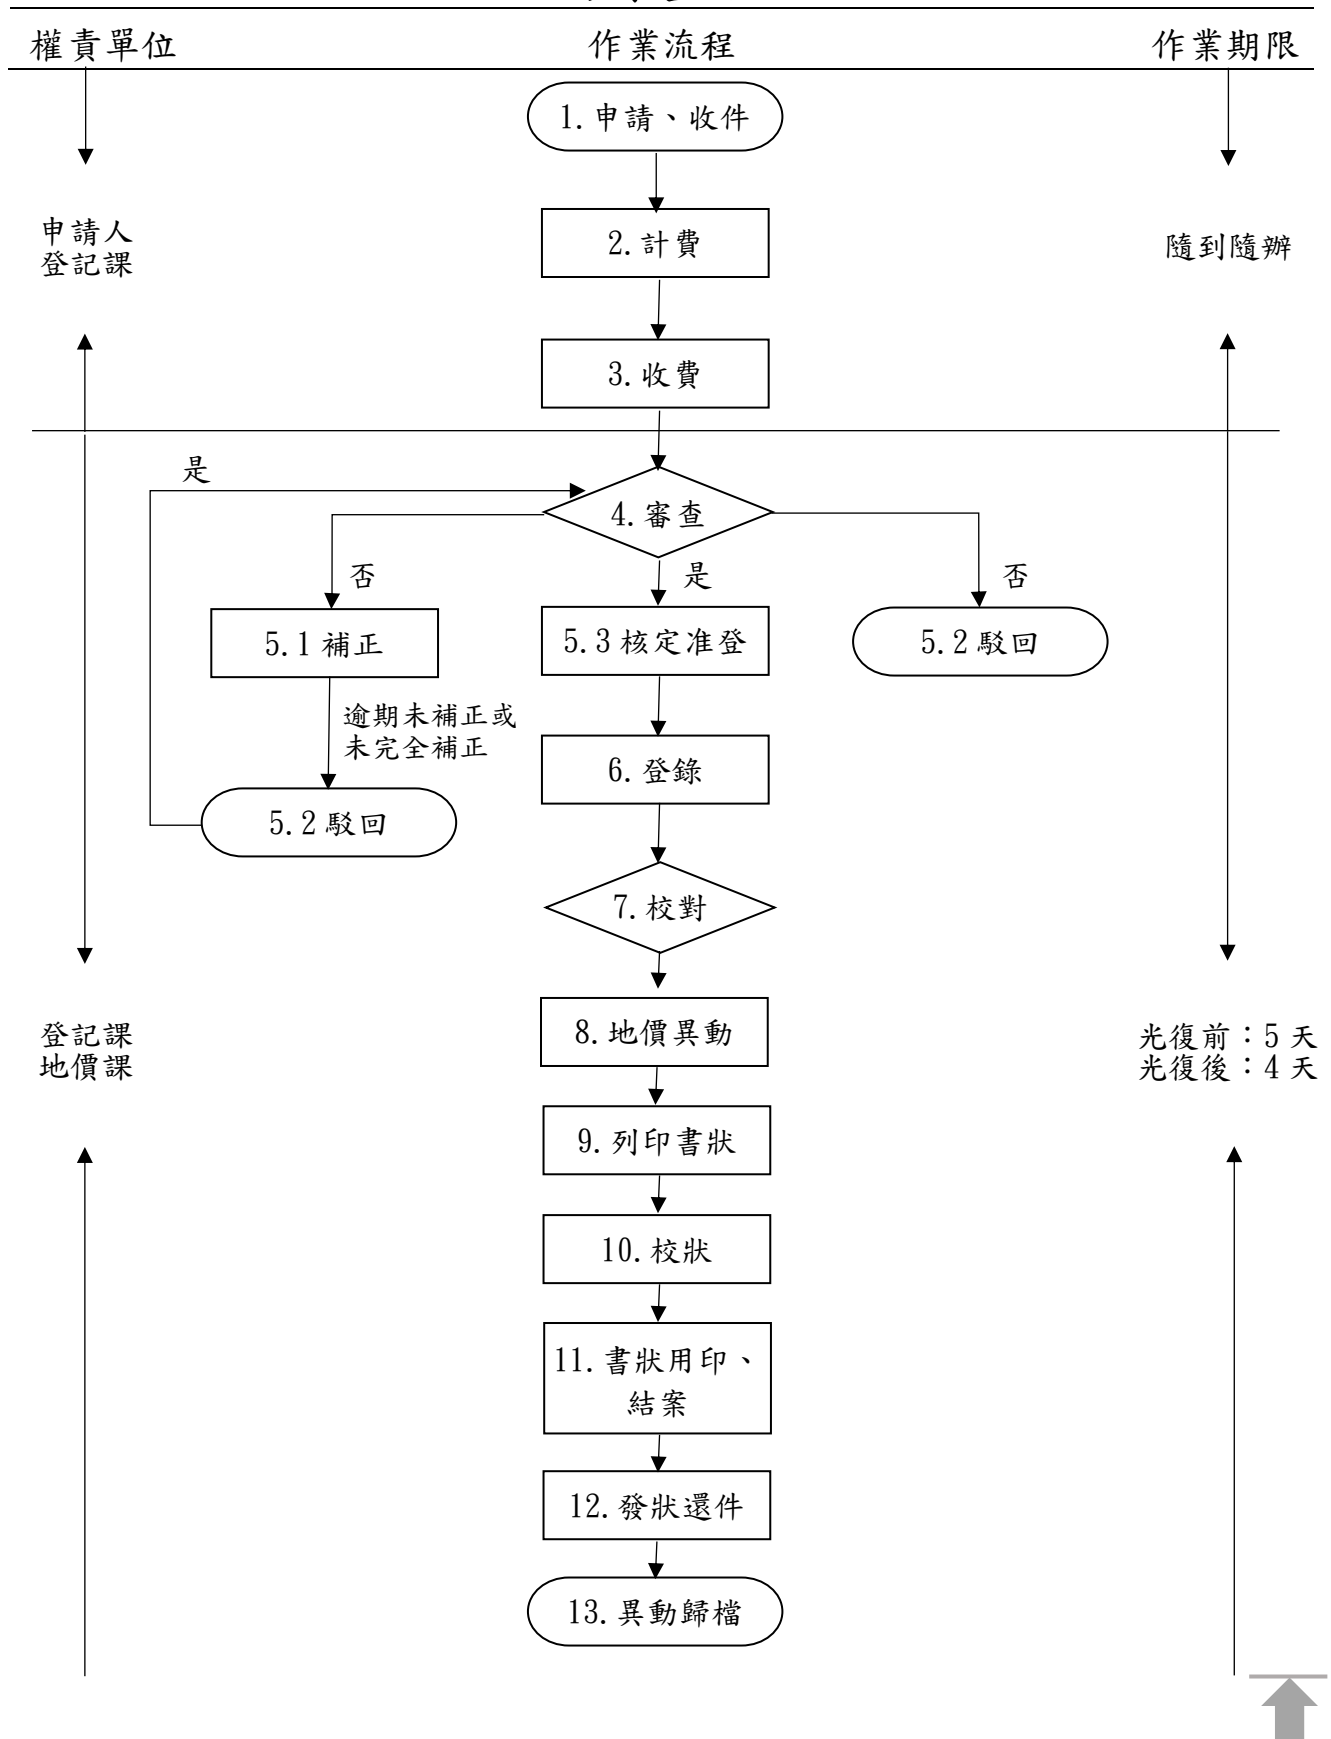 權責單位
作業流程
作業期限
1.申請、收件
2.計費
申請人
登記課
隨到隨辦
3.收費
是
4.審查
否
是
否
5.1補正
5.3核定准登
5.2駁回
逾期未補正或
未完全補正
6.登錄
5.2駁回
7.校對
8.地價異動
登記課
地價課
光復前：5天
光復後：4天
9.列印書狀
10.校狀
11.書狀用印、
結案
12.發狀還件
13.異動歸檔